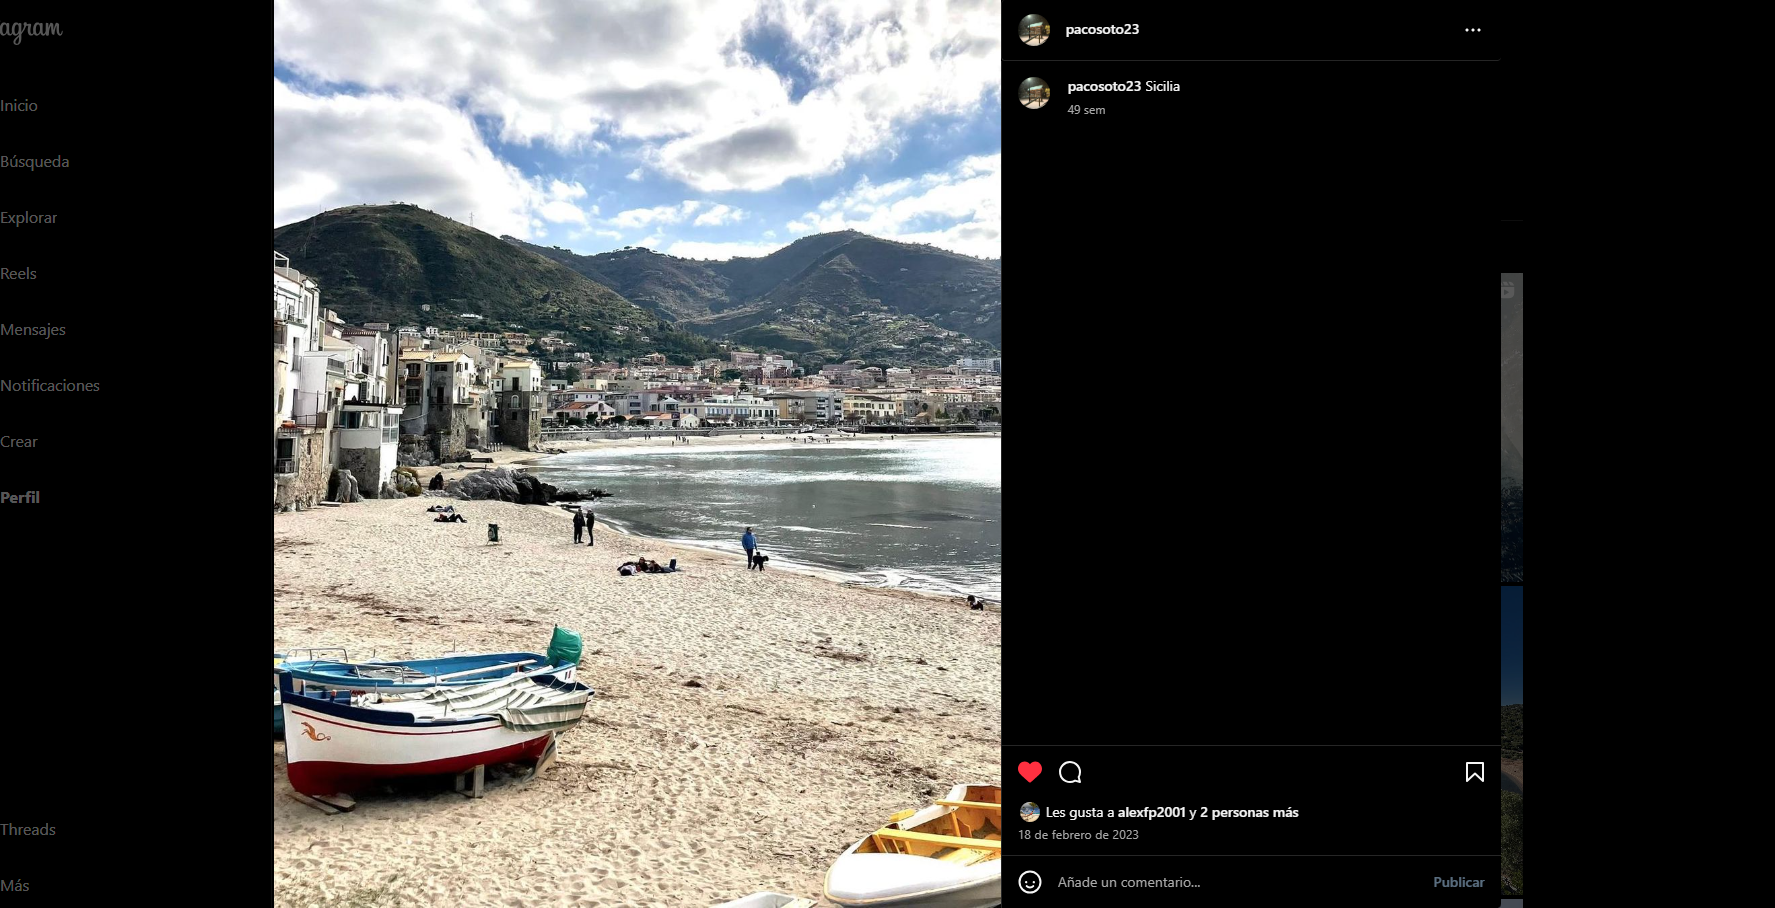 agram
Inicio
Búsqueda
Explorar
Reels
Mensajes
Notificaciones
Crear
Perfil
Threads
Más
pacosoto23
pacosoto23 Sicilia
49 sem
Les gusta a alexfp2001 y 2 personas más
18 de febrero de 2023
Añade un comentario...
Publicar